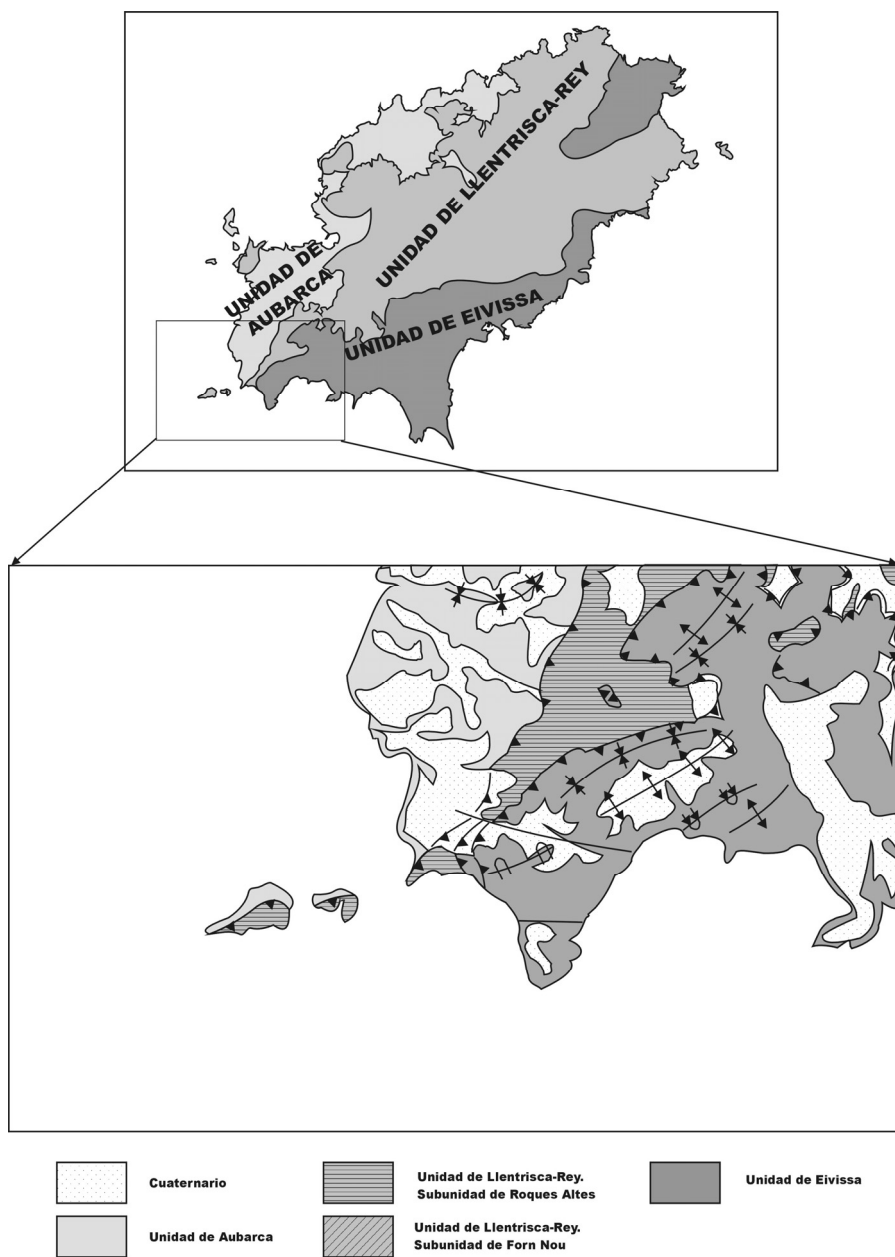 UNIDAD DE LLENTRISCA-REY
UNIDAD DE
AUBARCA
UNIDAD DE EIVISSA
Cuaternario
Unidad de Llentrisca-Rey.
Subunidad de Roques Altes
Unidad de Eivissa
Unidad de Aubarca
Unidad de Llentrisca-Rey.
Subunidad de Forn Nou